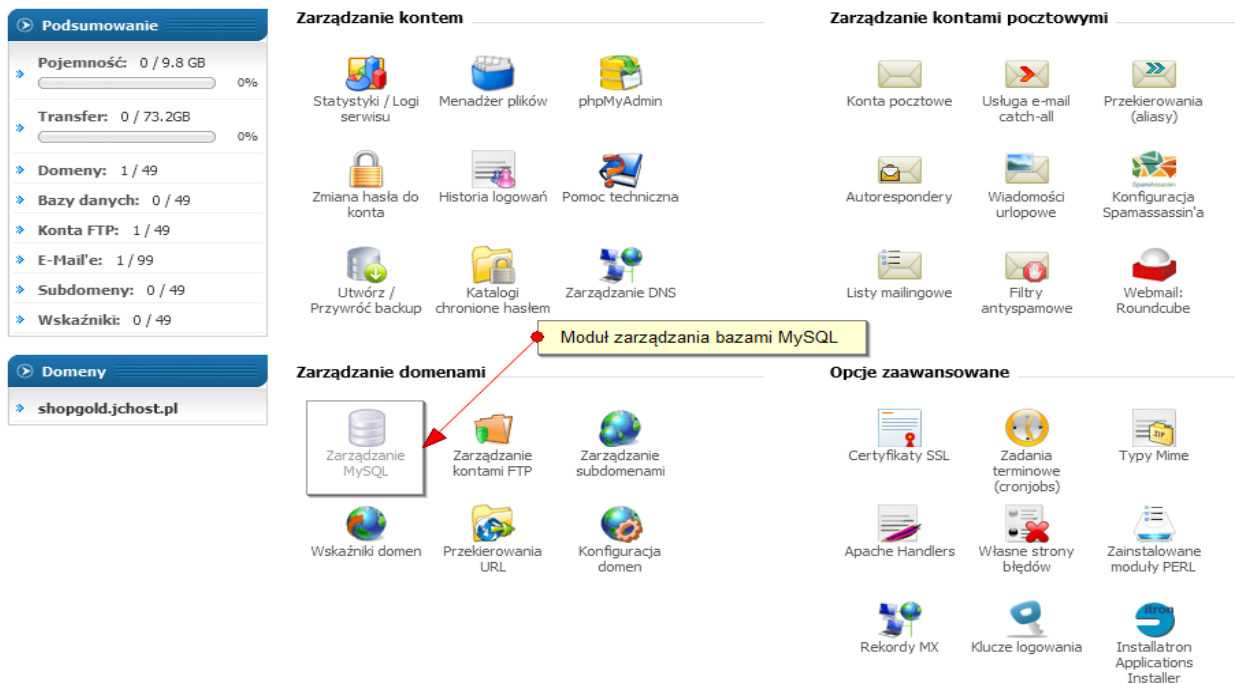 Podsumowanie
Pojemność: 0 / 9.8 GB
0%
Transfer: 0 / 73.2GB
0%
Domeny: 1 / 49
Bazy danych: 0 / 49
Konta FTP: 1 / 49
E-Mail'e: 1 / 99
Subdomeny: 0 / 49
Wskaźniki: 0 / 49
Domeny
shopgold.jchost.pl
Zarządzanie kontem
Statystyki / Logi
serwisu
Menadżer plików
phpMyAdmin
Zmiana hasła do
konta
Historia logowań
Pomoc techniczna
Utwórz /
Przywróć backup
Katalogi
chronione hasłem
Zarządzanie DNS
Moduł zarządzania bazami MySQL
Zarządzanie domenami
Zarządzanie
MySQL
Zarządzanie
kontami FTP
Zarządzanie
subdomenami
Wskaźniki domen
Przekierowania
URL
Konfiguracja
domen
Zarządzanie kontami pocztowymi
Konta pocztowe
Usługa e-mail
catch-all
Przekierowania
(aliasy)
Autorespondery
Wiadomości
urlopowe
SpamAssassin
Konfiguracja
Spamassassin'a
Listy mailingowe
Filtry
antyspamowe
Webmail:
Roundcube
Opcje zaawansowane
Certyfikaty SSL
Zadania
terminowe
(cronjobs)
ZIP
Typy Mime
Apache Handlers
Własne strony
błędów
Zainstalowane
moduły PERL
Rekordy MX
Klucze logowania
itron
Installatron
Applications
Installer